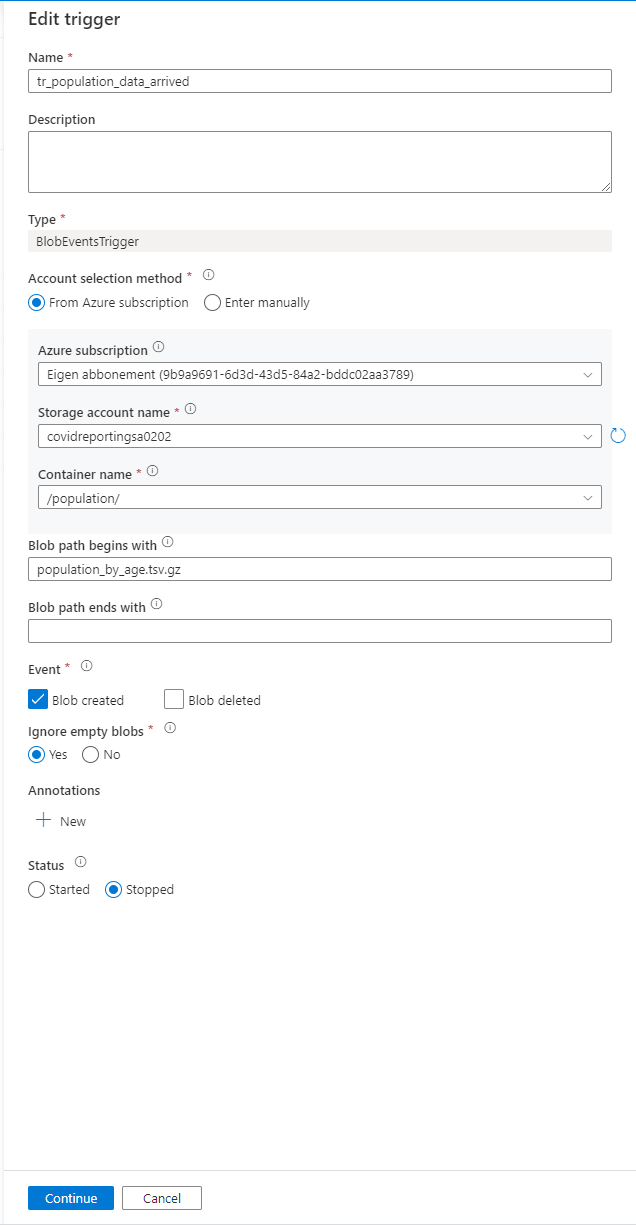 Edit trigger
Name *
tr_population_data_arrived
Description
Type *
BlobEventsTrigger
Account selection method *
From Azure subscription Enter manually
Azure subscription
Eigen abbonement (9b9a9691-6d3d-43d5-84a2-bddc02aa3789)
Storage account name *
covidreportingsa0202
Container name *
/population/
Blob path begins with
population_by_age.tsv.gz
Blob path ends with
Event *
Blob created Blob deleted
Ignore empty blobs *
Yes No
Annotations
New
Status
Started Stopped
Continue Cancel